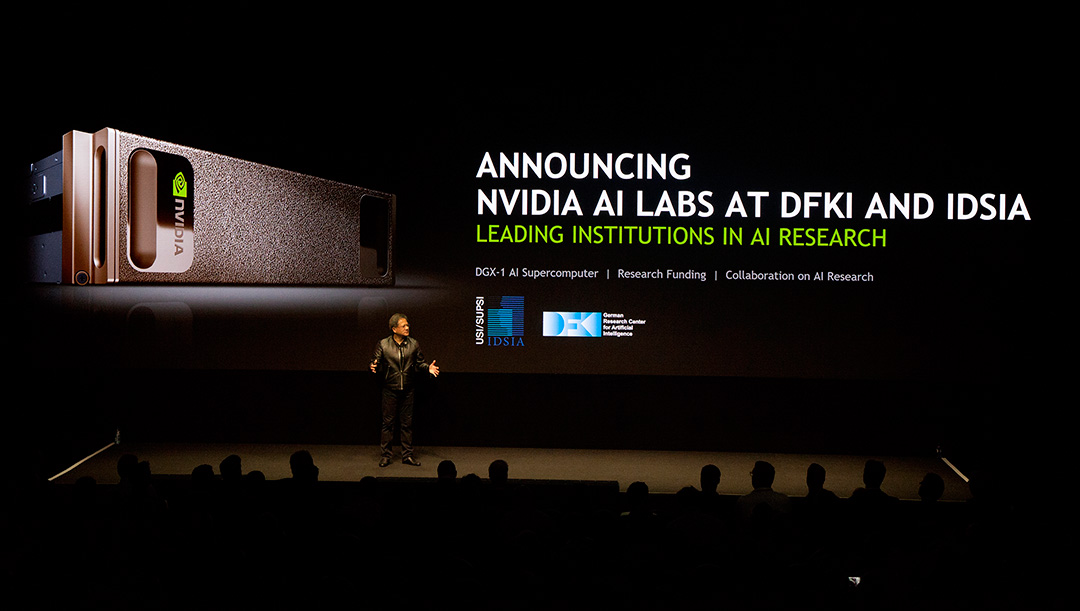 NVIDIA
ANNOUNCING
NVIDIA AI LABS AT DFKI AND IDSIA
LEADING INSTITUTIONS IN AI RESEARCH
DGX-1 AI Supercomputer | Research Funding | Collaboration on AI Research
USI/SUPSI
IDSIA
DFKI
German
Research Center
for Artificial
Intelligence